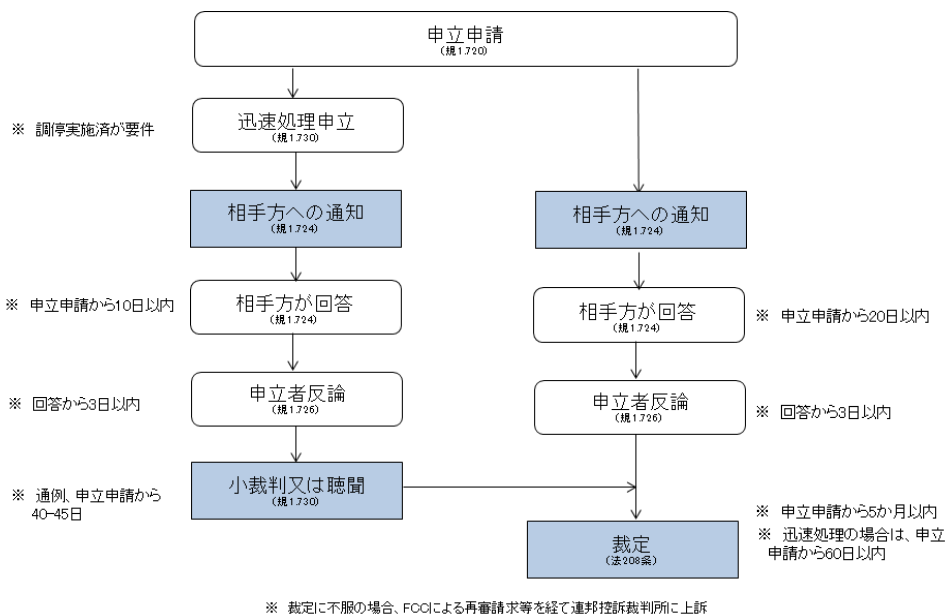 申立申請
(規1.720)
※ 調停実施済が要件
迅速処理申立
(規1.730)
相手方への通知
(規1.724)
相手方への通知
(規1.724)
※ 申立申請から10日以内
相手方が回答
(規1.724)
相手方が回答
(規1.724)
※ 申立申請から20日以内
※ 回答から3日以内
申立者反論
(規1.726)
申立者反論
(規1.726)
※ 回答から3日以内
※ 通例、申立申請から
40-45日
小裁判又は聴聞
(規1.730)
※ 申立申請から5か月以内
※ 迅速処理の場合は、申立
申請から60日以内
裁定
(法208条)
※ 裁定に不服の場合、FCCによる再審請求等を経て連邦控訴裁判所に上訴